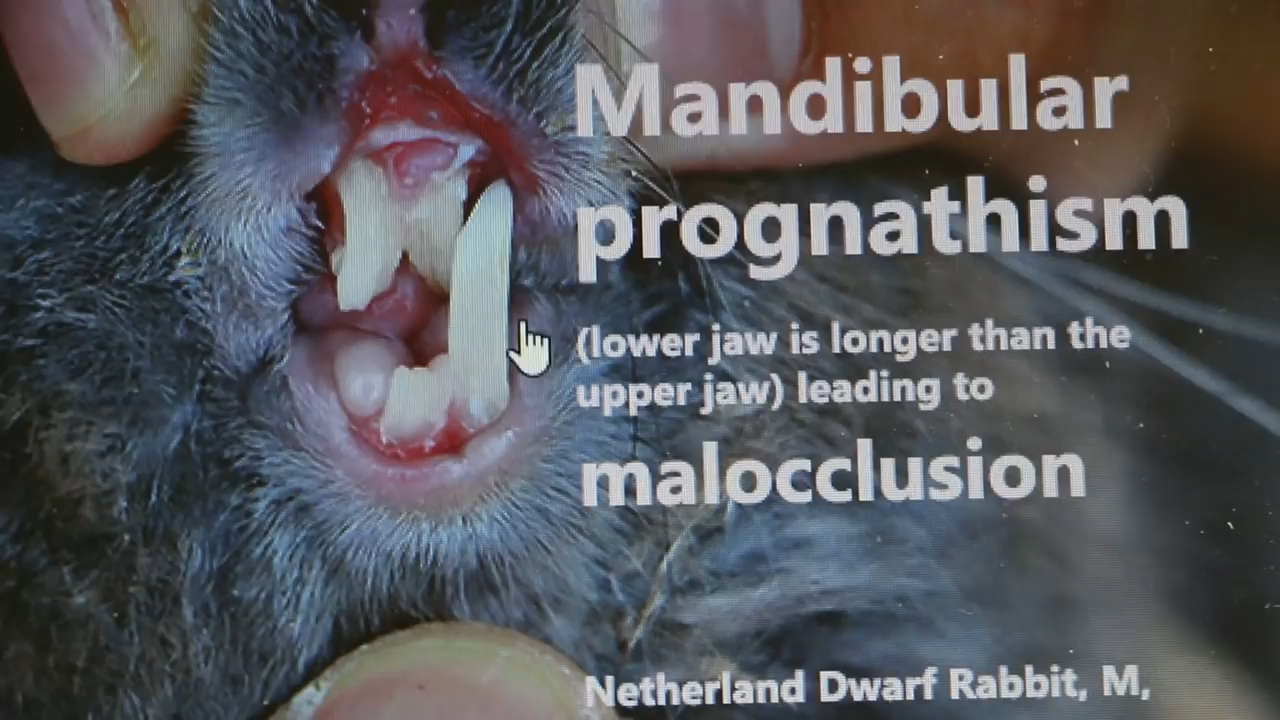 Mandibular
prognathism
(lower jaw is longer than the
upper jaw) leading to
malocclusion
Netherland Dwarf Rabbit, M,